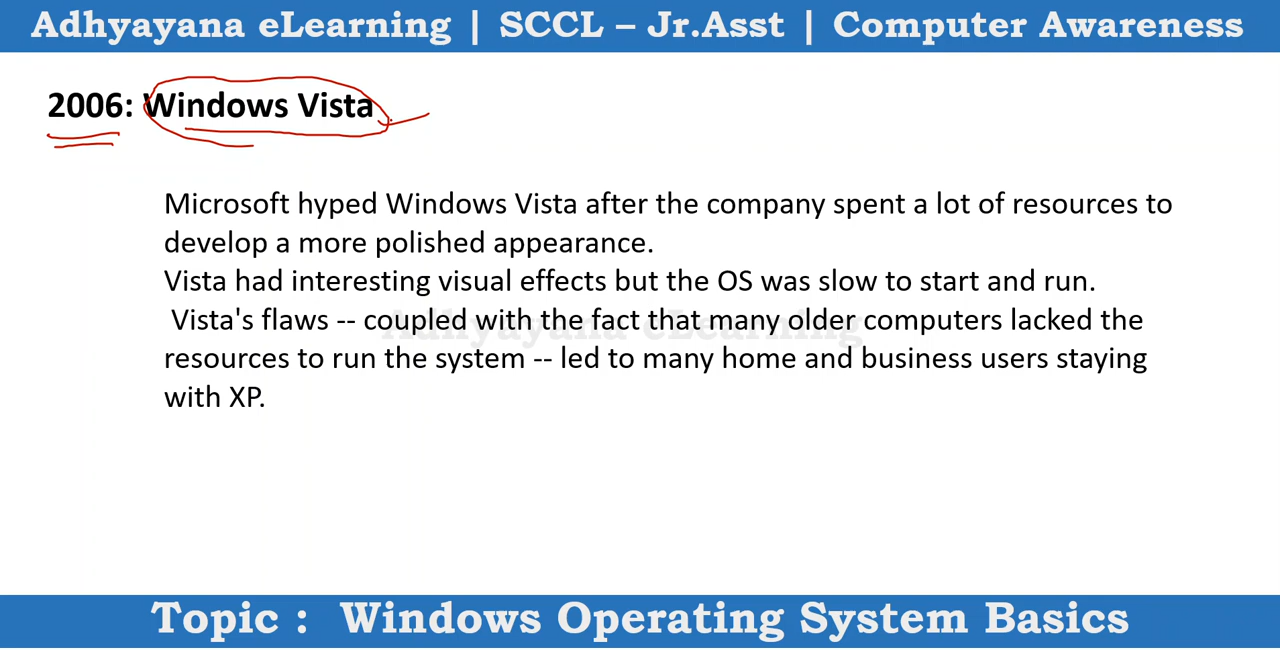 Adhyayana eLearning | SCCL – Jr.Asst | Computer Awareness
2006: Windows Vista
Microsoft hyped Windows Vista after the company spent a lot of resources to
develop a more polished appearance.
Vista had interesting visual effects but the OS was slow to start and run.
Vista's flaws -- coupled with the fact that many older computers lacked the
Adhyayana eLearning
resources to run the system -- led to many home and business users staying
with XP.
Topic : Windows Operating System Basics